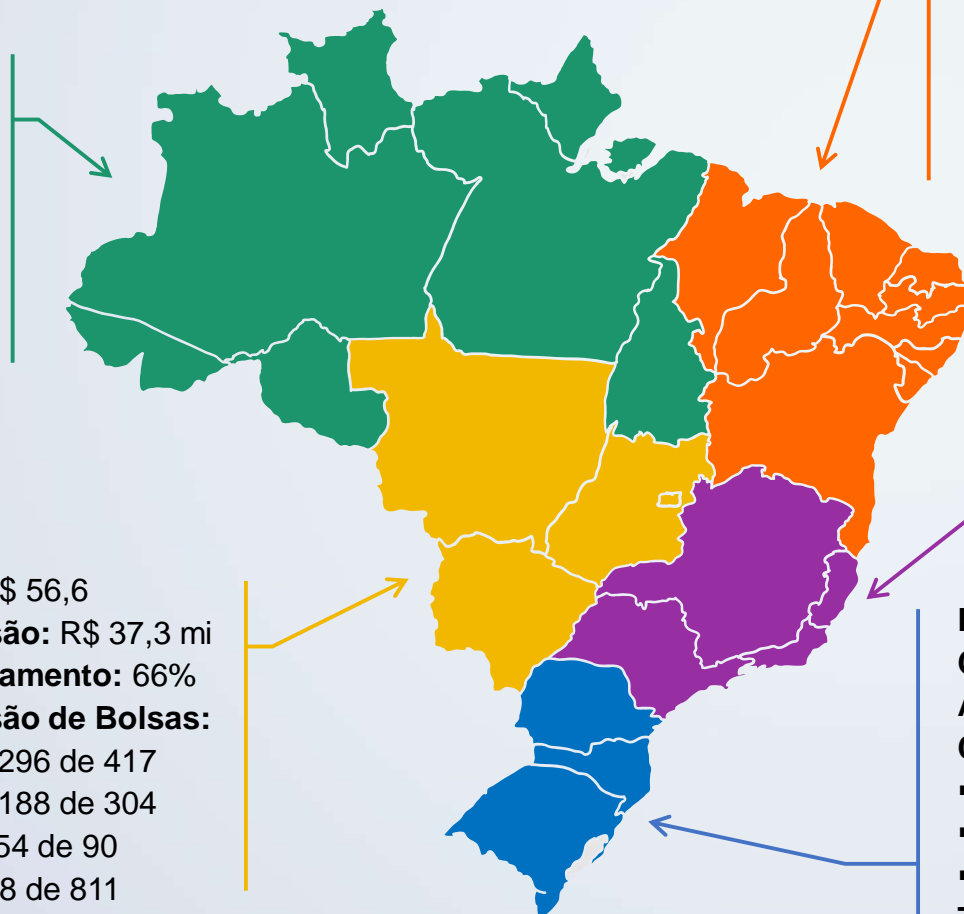 $ 56,6
são: R$ 37,3 mi
amento: 66%
são de Bolsas:
296 de 417
188 de 304
54 de 90
8 de 811